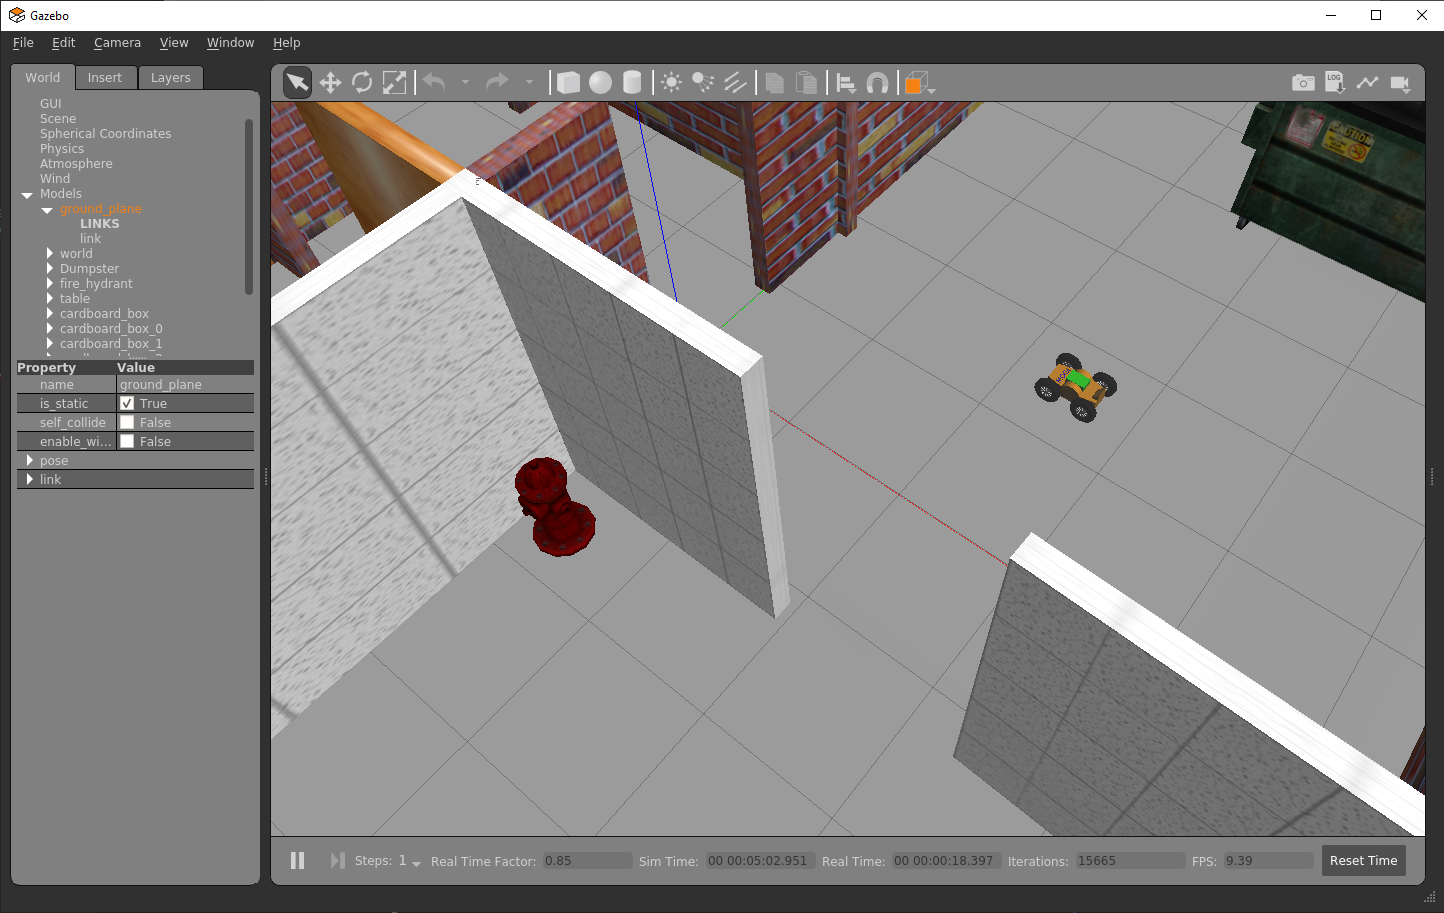 Gazebo
File Edit Camera View Window Help
World Insert Layers
GUI
Scene
Spherical Coordinates
Physics
Atmosphere
Wind
Models
ground_plane
LINKS
link
world
Dumpster
fire_hydrant
table
cardboard_box
cardboard_box_0
cardboard_box_1
Property Value
name ground_plane
is_static True
self_collide False
enable_wi... False
pose
link
LOG
Steps: 1 Real Time Factor: 0.85 Sim Time: 00 00:05:02.951 Real Time: 00 00:00:18.397 Iterations: 15665 FPS: 9.39 Reset Time